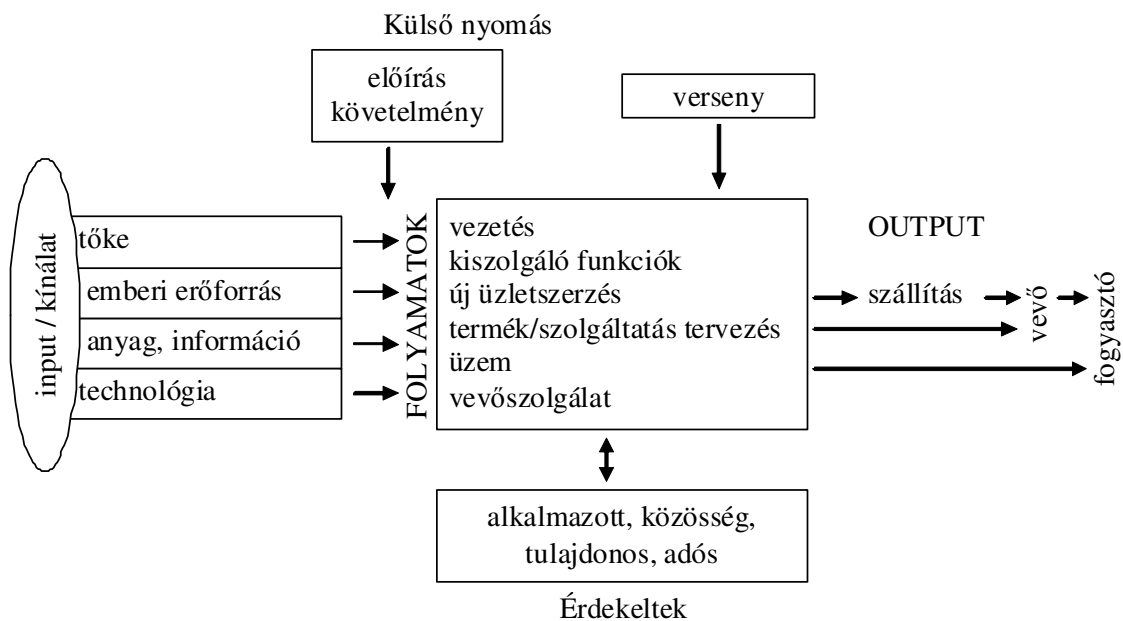 Külső nyomás
előírás
követelmény
verseny
input / kínálat
tőke
emberi erőforrás
anyag, információ
technológia
FOLYAMATOK
vezetés
kiszolgáló funkciók
új üzletszerzés
termék/szolgáltatás tervezés
üzem
vevőszolgálat
OUTPUT
szállítás
vevő
fogyasztó
alkalmazott, közösség,
tulajdonos, adós
Érdekeltek